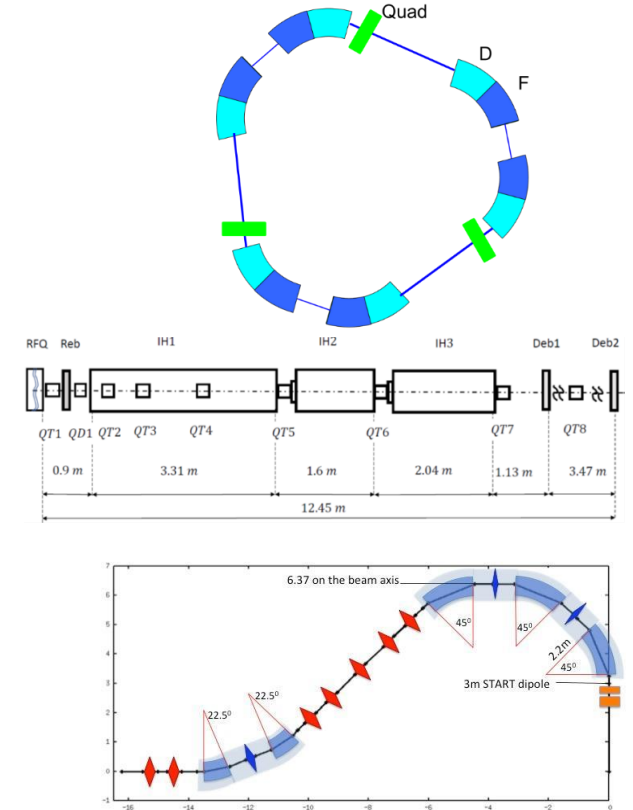 Quad
D
F
RFQ Reb IH1 IH2 IH3 Deb1 Deb2
QT1 QD1 QT2 QT3 QT4 QT5 QT6 QT7 QT8
0.9 m 3.31 m 1.6 m 2.04 m 1.13 m 3.47 m
12.45 m
7
6.37 on the beam axis
6
5
45⁰ 45⁰
4
2.2m
45⁰
3m START dipole
3
22.5⁰
22.5⁰
2
1
0
−1
−16 −14 −12 −10 −8 −6 −4 −2 0